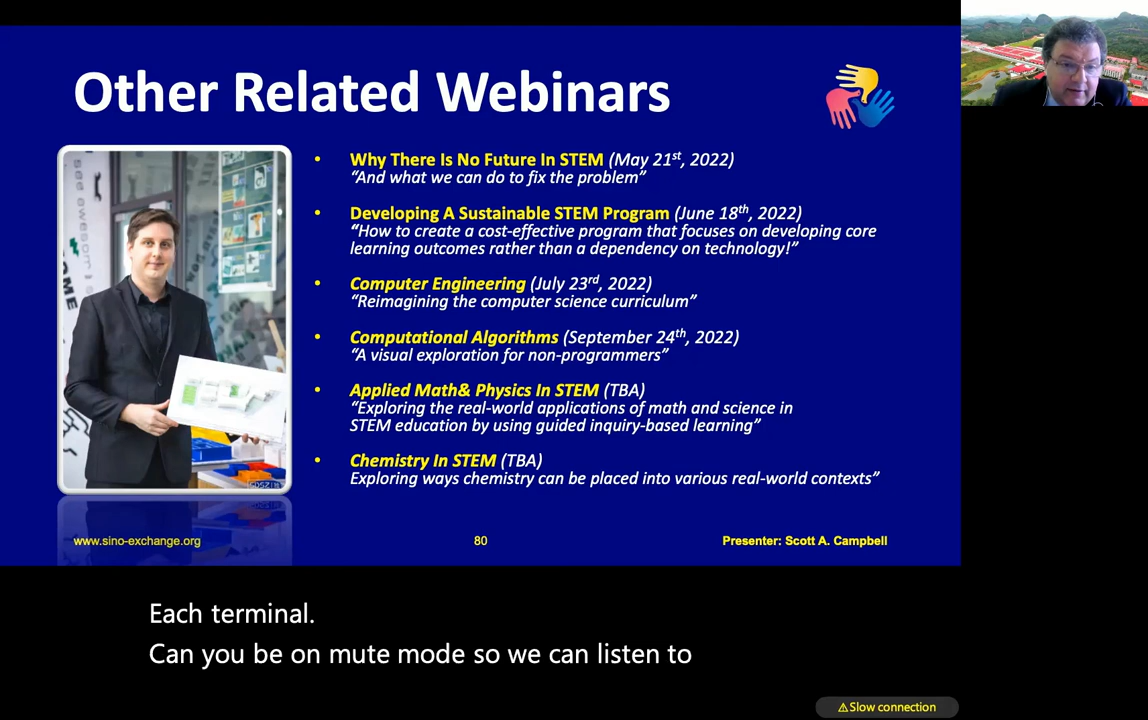 Other Related Webinars
• Why There Is No Future In STEM (May 21st, 2022)
“And what we can do to fix the problem”
• Developing A Sustainable STEM Program (June 18th, 2022)
“How to create a cost-effective program that focuses on developing core
learning outcomes rather than a dependency on technology!”
• Computer Engineering (July 23rd, 2022)
“Reimagining the computer science curriculum”
• Computational Algorithms (September 24th, 2022)
“A visual exploration for non-programmers”
• Applied Math& Physics In STEM (TBA)
“Exploring the real-world applications of math and science in
STEM education by using guided inquiry-based learning”
• Chemistry In STEM (TBA)
Exploring ways chemistry can be placed into various real-world contexts”
www.sino-exchange.org
80
Presenter: Scott A. Campbell
Each terminal.
Can you be on mute mode so we can listen to
⚠Slow connection